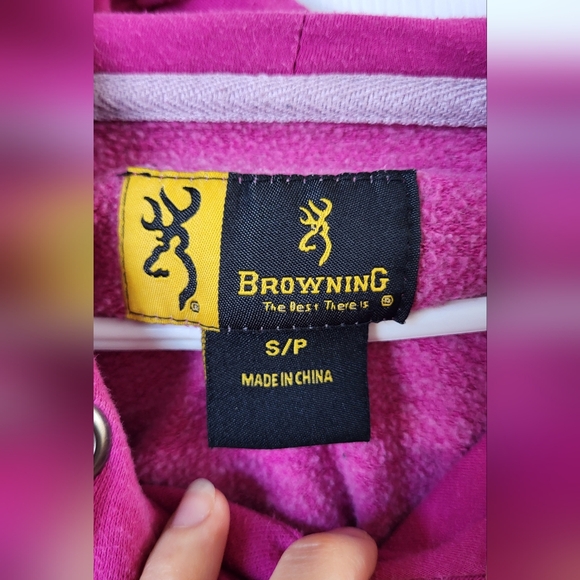 BROWNING
The Best There Is
S/P
MADE IN CHINA